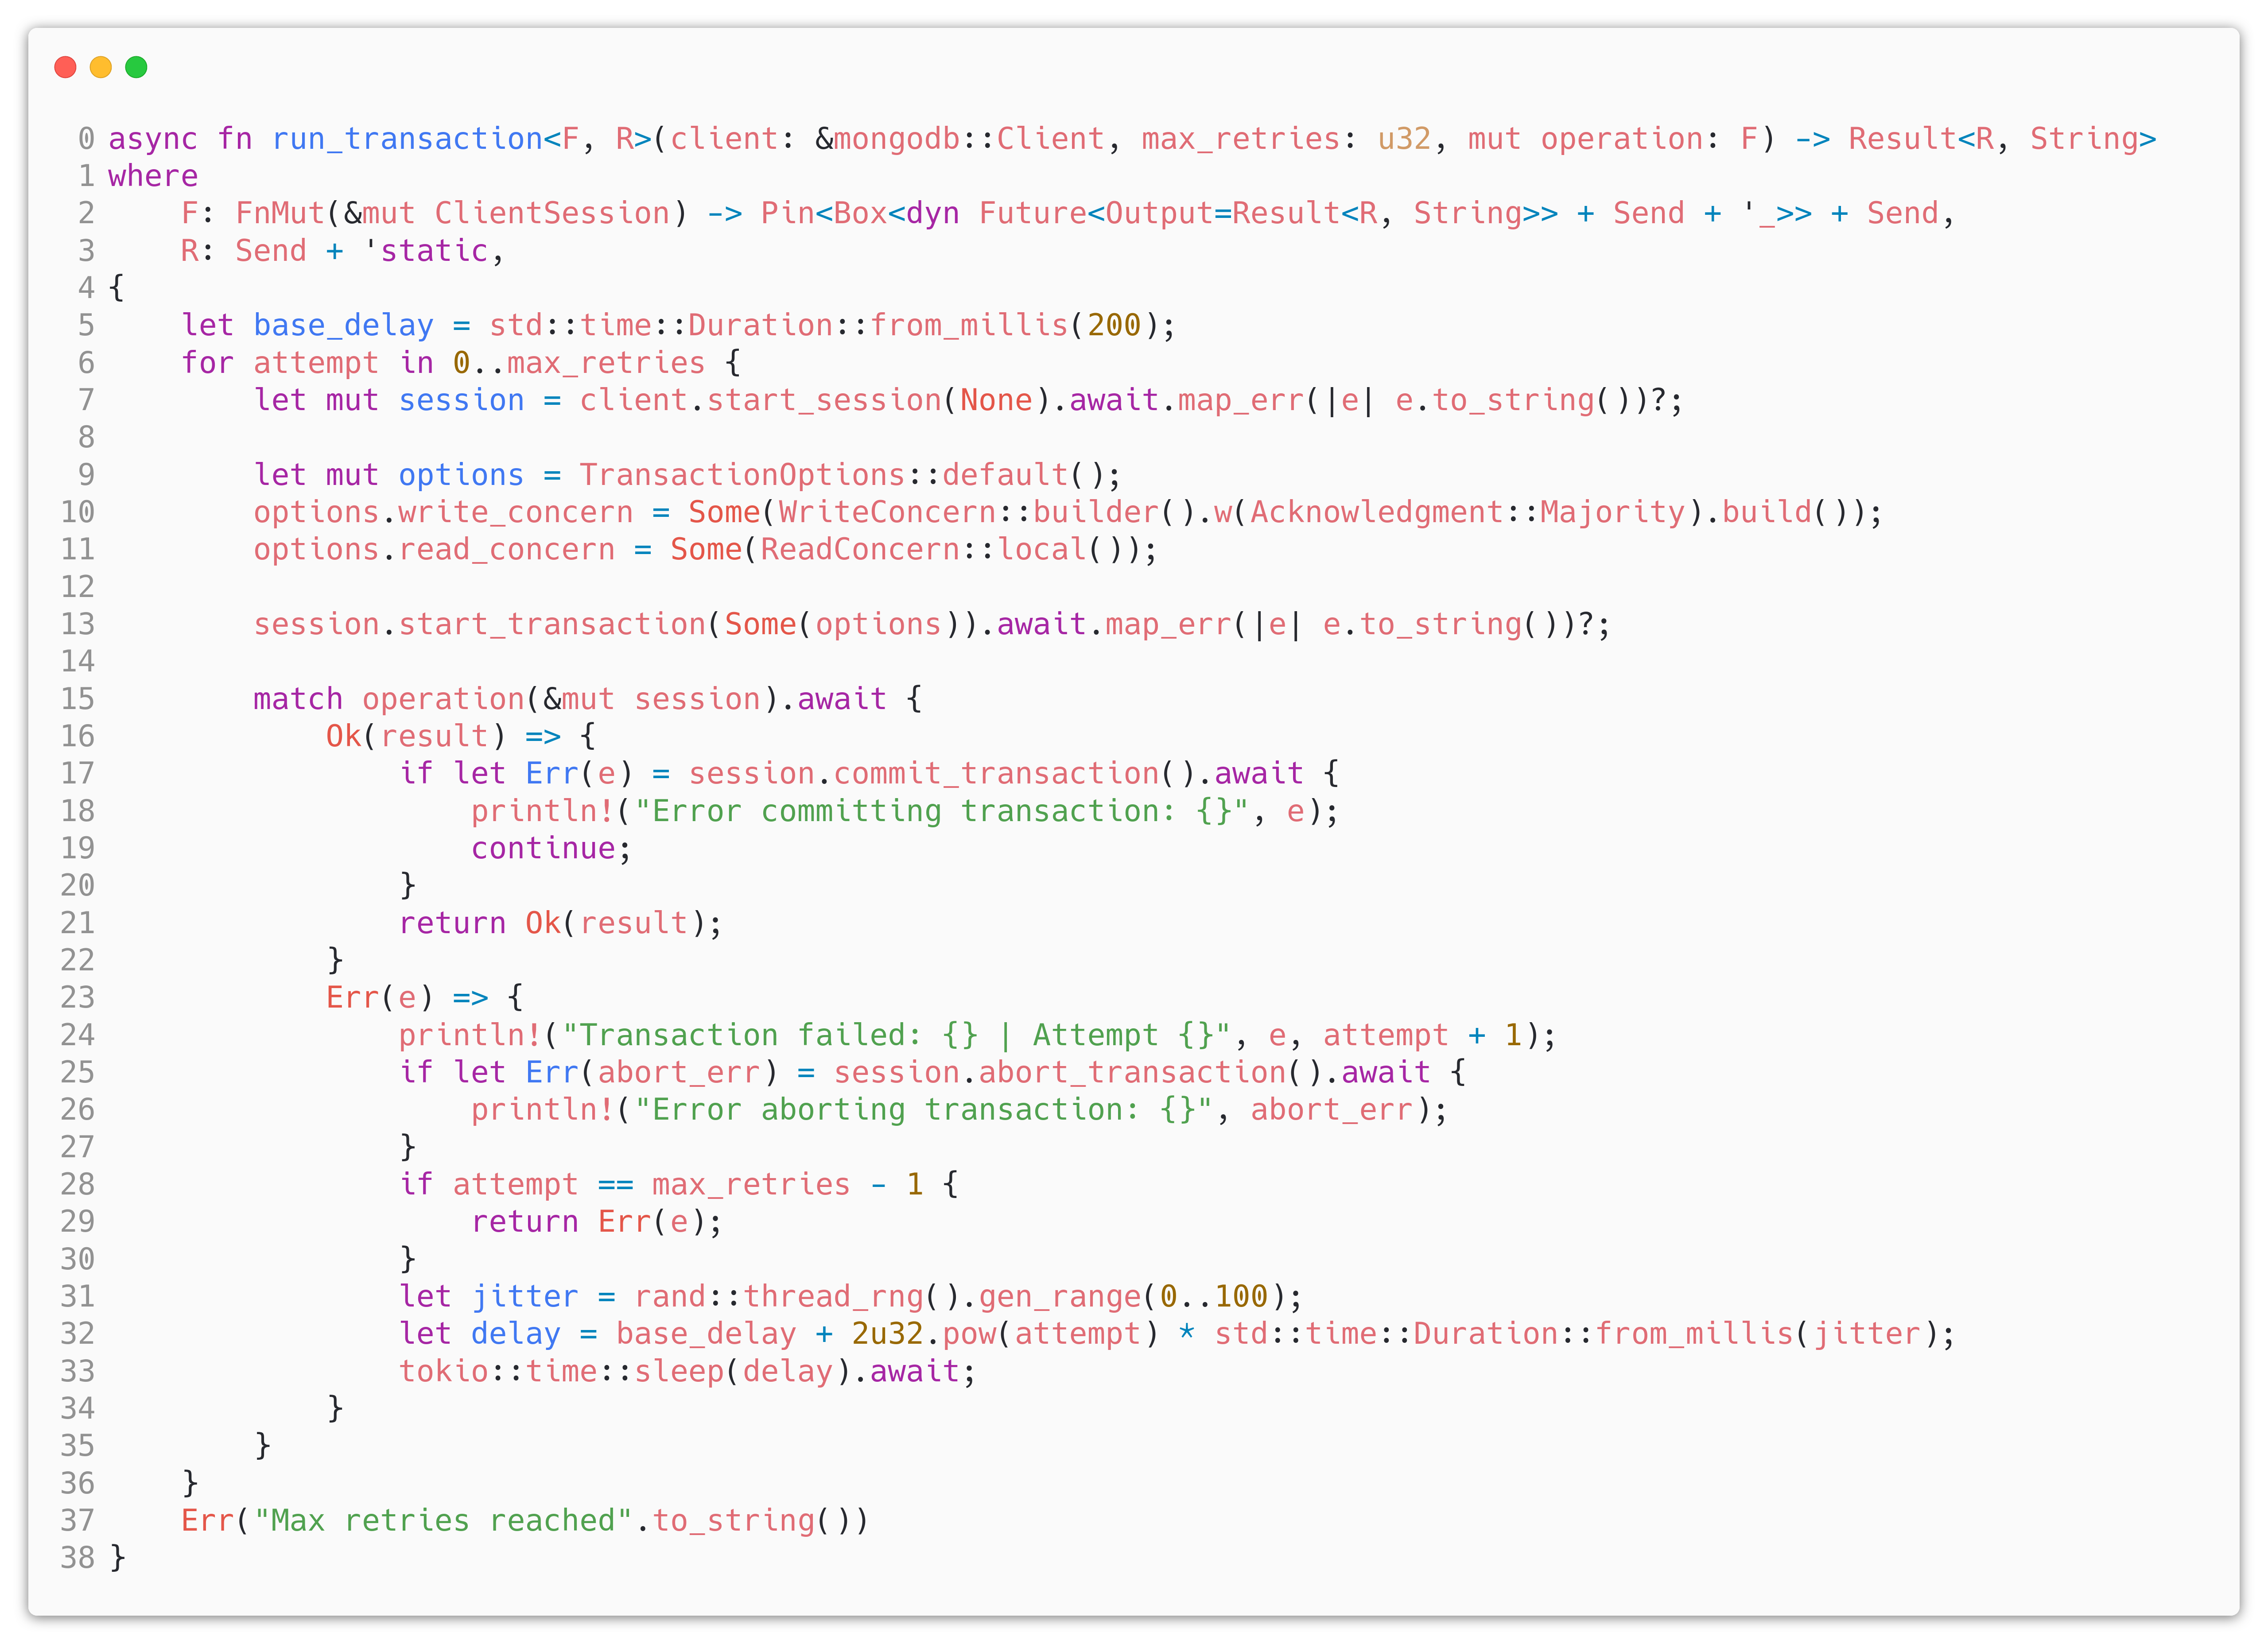 0 async fn run_transaction<F, R>(client: &mongodb::Client, max_retries: u32, mut operation: F) -> Result<R, String>
1 where
2     F: FnMut(&mut ClientSession) -> Pin<Box<dyn Future<Output=Result<R, String>> + Send + '_>> + Send,
3     R: Send + 'static,
4 {
5     let base_delay = std::time::Duration::from_millis(200);
6     for attempt in 0..max_retries {
7         let mut session = client.start_session(None).await.map_err(|e| e.to_string())?;
8
9         let mut options = TransactionOptions::default();
10         options.write_concern = Some(WriteConcern::builder().w(Acknowledgment::Majority).build());
11         options.read_concern = Some(ReadConcern::local());
12
13         session.start_transaction(Some(options)).await.map_err(|e| e.to_string())?;
14
15         match operation(&mut session).await {
16             Ok(result) => {
17                 if let Err(e) = session.commit_transaction().await {
18                     println!("Error committing transaction: {}", e);
19                     continue;
20                 }
21                 return Ok(result);
22             }
23             Err(e) => {
24                 println!("Transaction failed: {} | Attempt {}", e, attempt + 1);
25                 if let Err(abort_err) = session.abort_transaction().await {
26                     println!("Error aborting transaction: {}", abort_err);
27                 }
28                 if attempt == max_retries - 1 {
29                     return Err(e);
30                 }
31                 let jitter = rand::thread_rng().gen_range(0..100);
32                 let delay = base_delay + 2u32.pow(attempt) * std::time::Duration::from_millis(jitter);
33                 tokio::time::sleep(delay).await;
34             }
35         }
36     }
37     Err("Max retries reached".to_string())
38 }